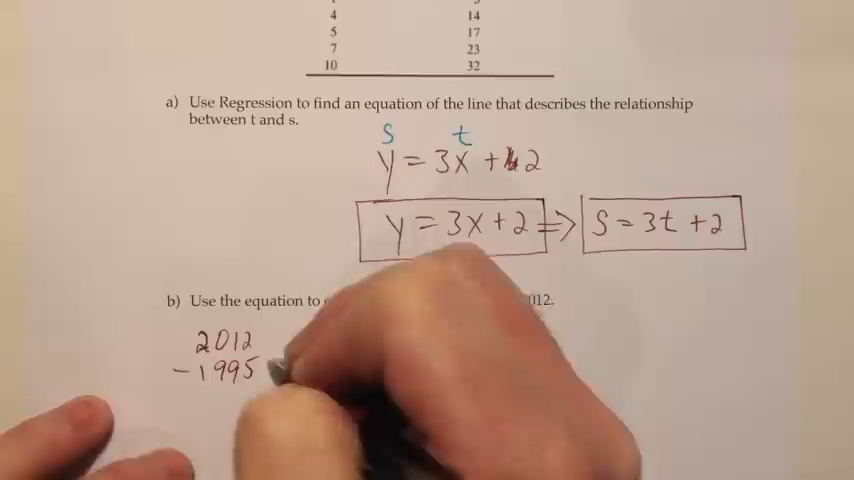 4 14
5 17
7 23
10 32
a) Use Regression to find an equation of the line that describes the relationship
between t and s.
s t
y = 3x + 2
y = 3x + 2 ⇒ S = 3t + 2
b) Use the equation to 012.
2012
- 1995